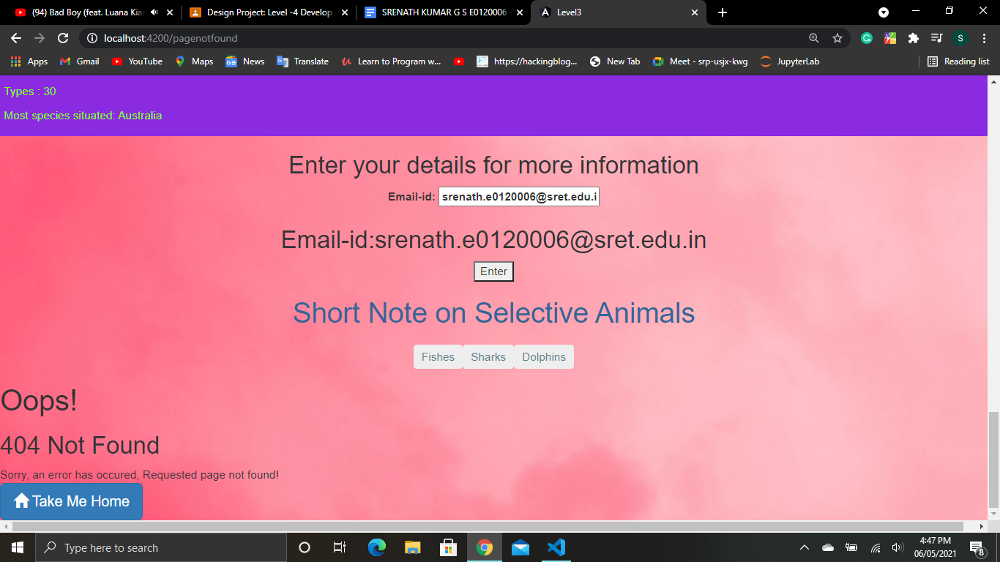 (94) Bad Boy (feat. Luana Kia
Design Project: Level -4 Develop
SRENATH KUMAR G S E0120006
Level3
localhost:4200/pagenotfound
S
Apps
Gmail
YouTube
Maps
News
Translate
Learn to Program w...
https://hackingblog...
New Tab
Meet - srp-usjx-kwg
JupyterLab
Reading list
Types : 30
Most species situated: Australia
Enter your details for more information
Email-id: srenath.e0120006@sret.edu.i
Email-id:srenath.e0120006@sret.edu.in
Enter
Short Note on Selective Animals
Fishes Sharks Dolphins
Oops!
404 Not Found
Sorry, an error has occured, Requested page not found!
Take Me Home
Type here to search
4:47 PM
06/05/2021
8